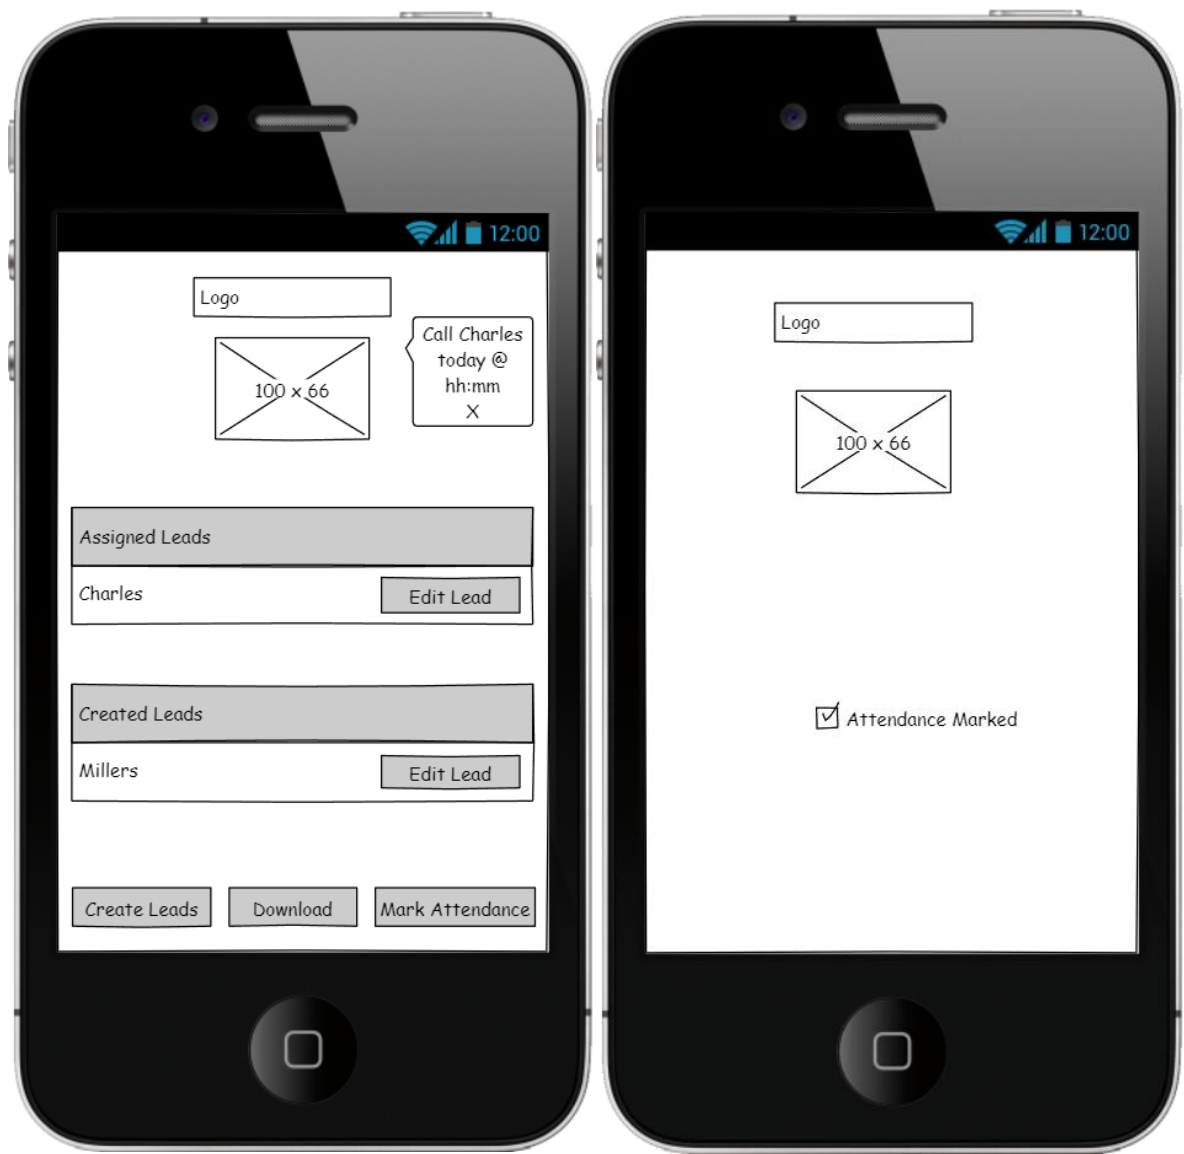 12:00
Logo
Call Charles
today @
hh:mm
X
100 x 66
Assigned Leads
Charles
Edit Lead
Created Leads
Millers
Edit Lead
Create Leads
Download
Mark Attendance
12:00
Logo
100 x 66
Attendance Marked